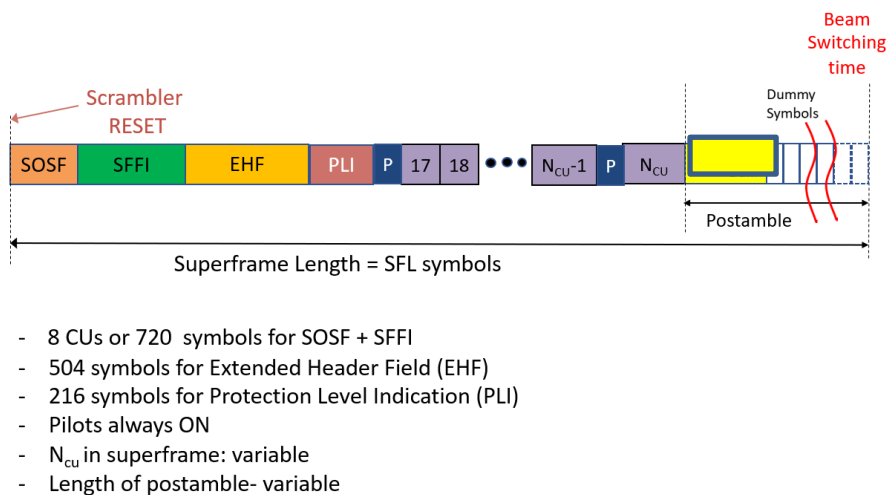 Beam
Switching
time
Scrambler
RESET
Dummy
Symbols
SOSF SFFI EHF PLI P 17 18 N_CU-1 P N_CU
Postamble
Superframe Length = SFL symbols
- 8 CUs or 720 symbols for SOSF + SFFI
- 504 symbols for Extended Header Field (EHF)
- 216 symbols for Protection Level Indication (PLI)
- Pilots always ON
- N_cu in superframe: variable
- Length of postamble- variable